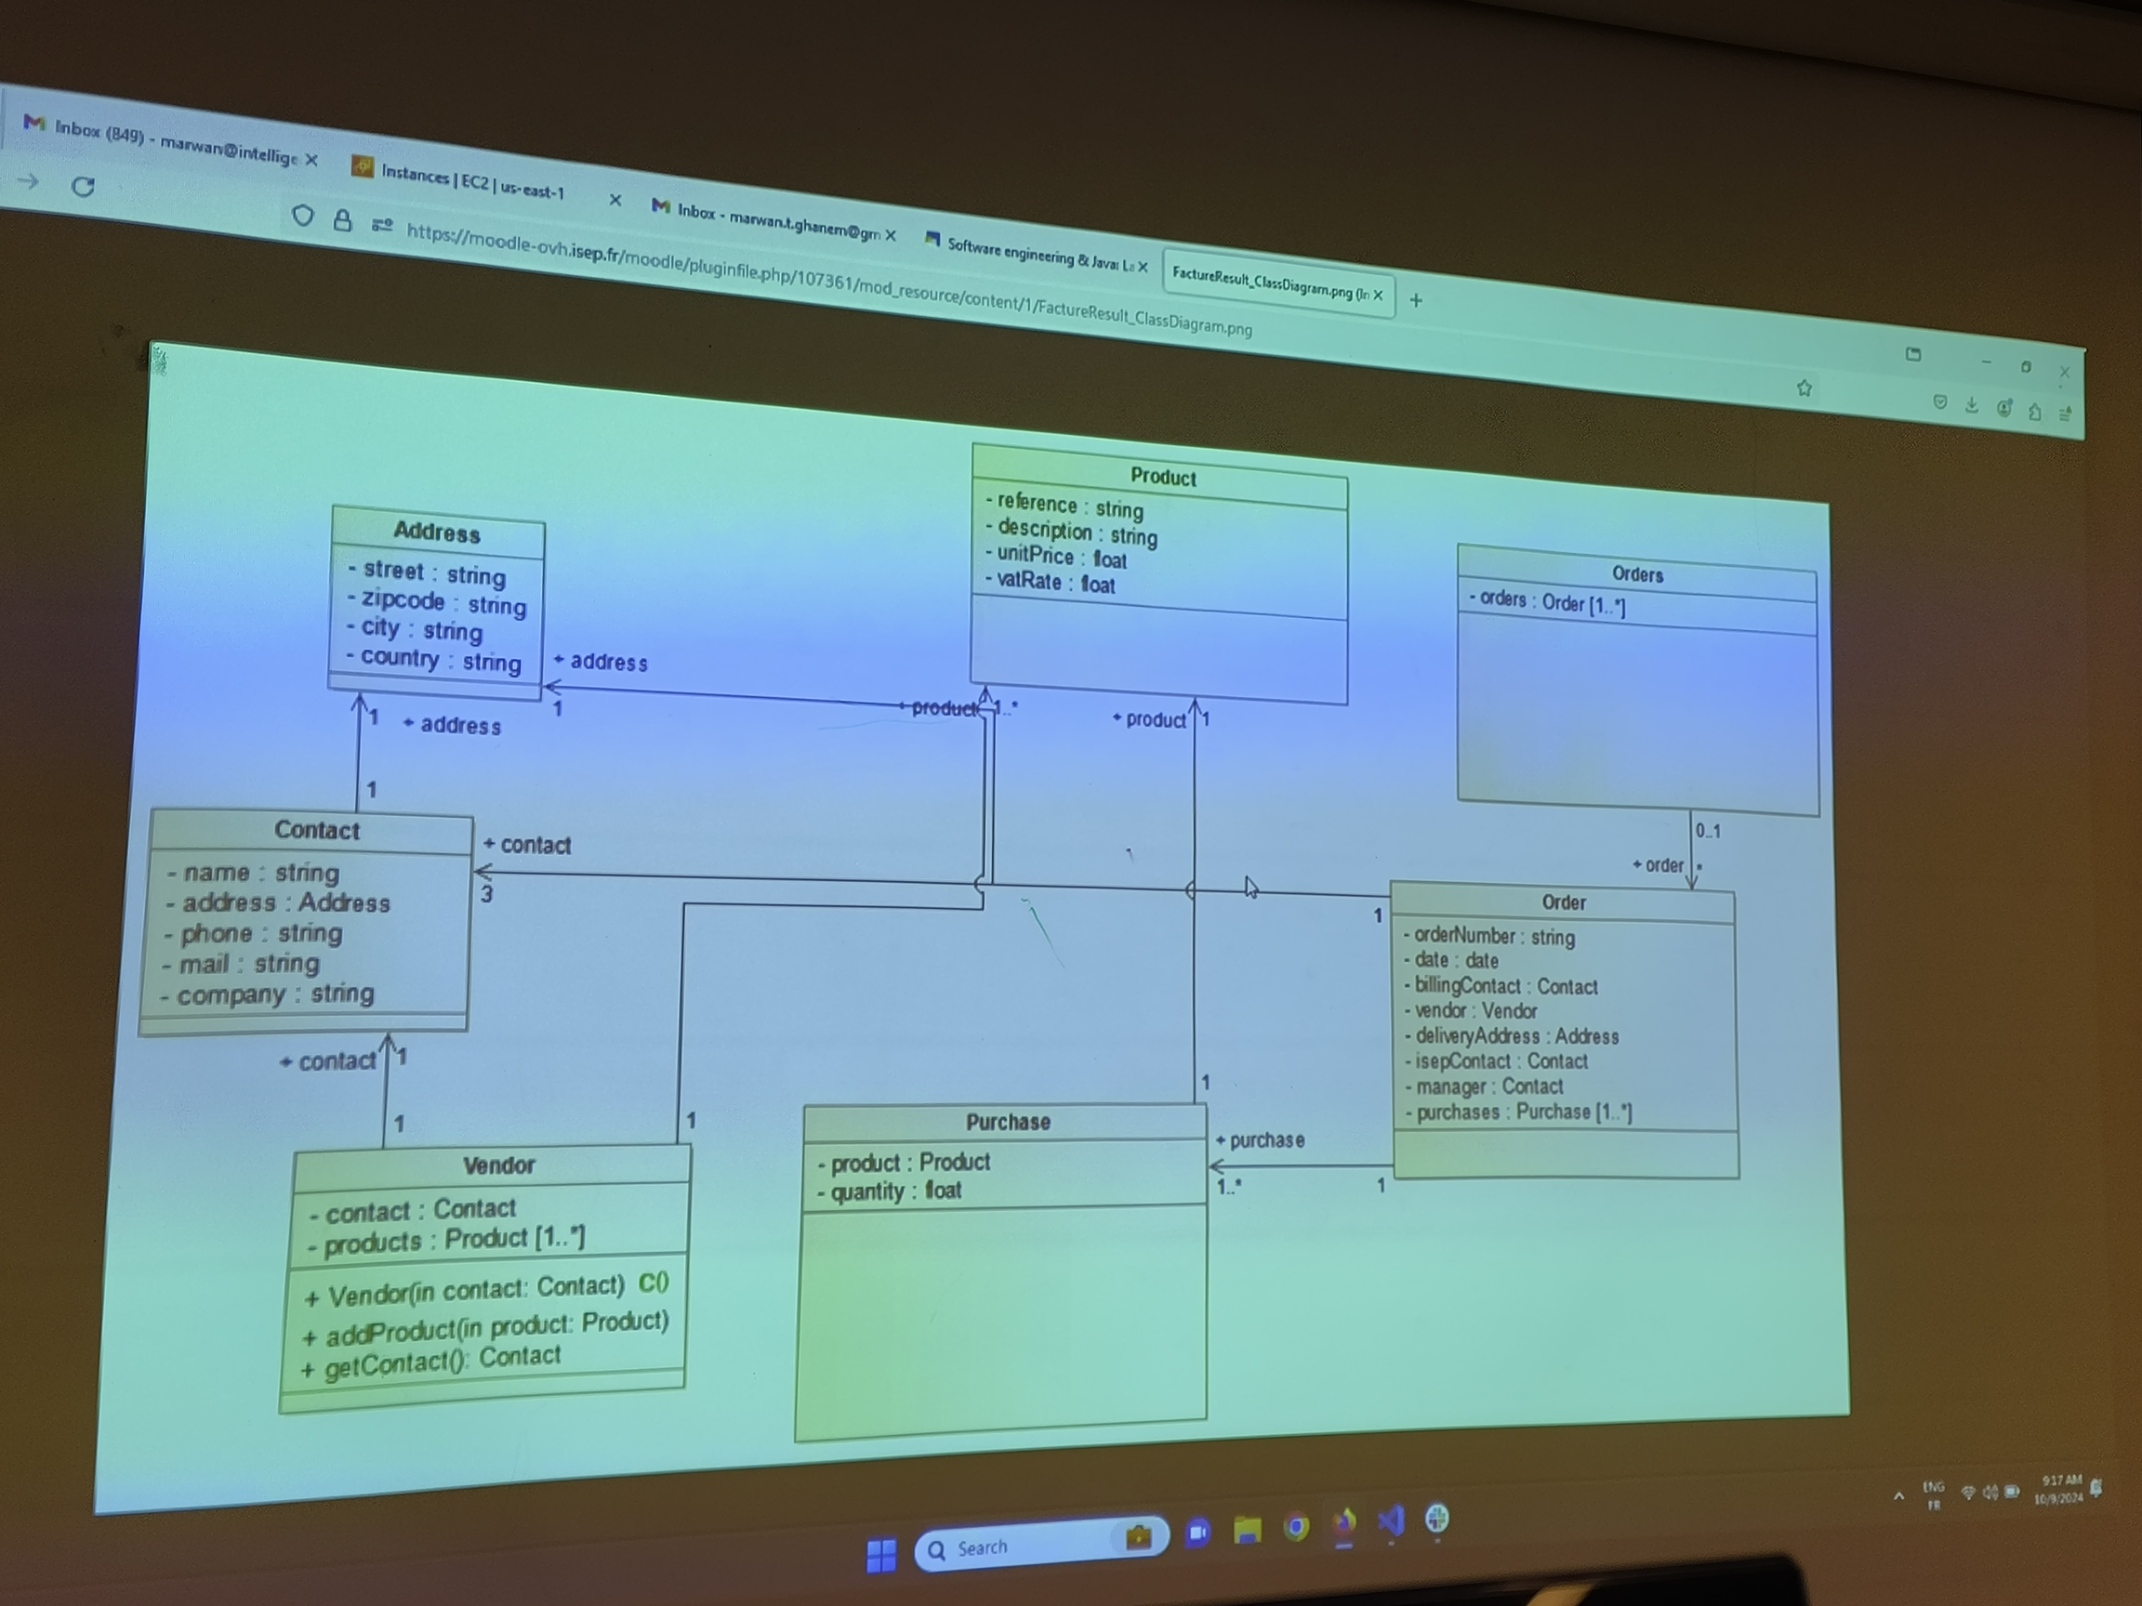 Inbox (849) - marwan@intellige
Instances | EC2 | us-east-1
Inbox - marwan.t.ghanem@gm
Software engineering & Java: La
FactureResult_ClassDiagram.png (Im
https://moodle-ovh.isep.fr/moodle/pluginfile.php/107361/mod_resource/content/1/FactureResult_ClassDiagram.png
Address
- street : string
- zipcode : string
- city : string
- country : string
+ address
1
1
+ address
1
Product
- reference : string
- description : string
- unitPrice : float
- vatRate : float
+ product
1..*
+ product
1
Orders
- orders : Order [1..*]
0..1
+ order
*
Contact
- name : string
- address : Address
- phone : string
- mail : string
- company : string
+ contact
3
1
+ contact
1
1
1
Order
- orderNumber : string
- date : date
- billingContact : Contact
- vendor : Vendor
- deliveryAddress : Address
- isepContact : Contact
- manager : Contact
- purchases : Purchase [1..*]
Vendor
- contact : Contact
- products : Product [1..*]
+ Vendor(in contact: Contact) C()
+ addProduct(in product: Product)
+ getContact(): Contact
1
Purchase
- product : Product
- quantity : float
+ purchase
1..*
1
Search
ENG
FR
9:17 AM
10/9/2024